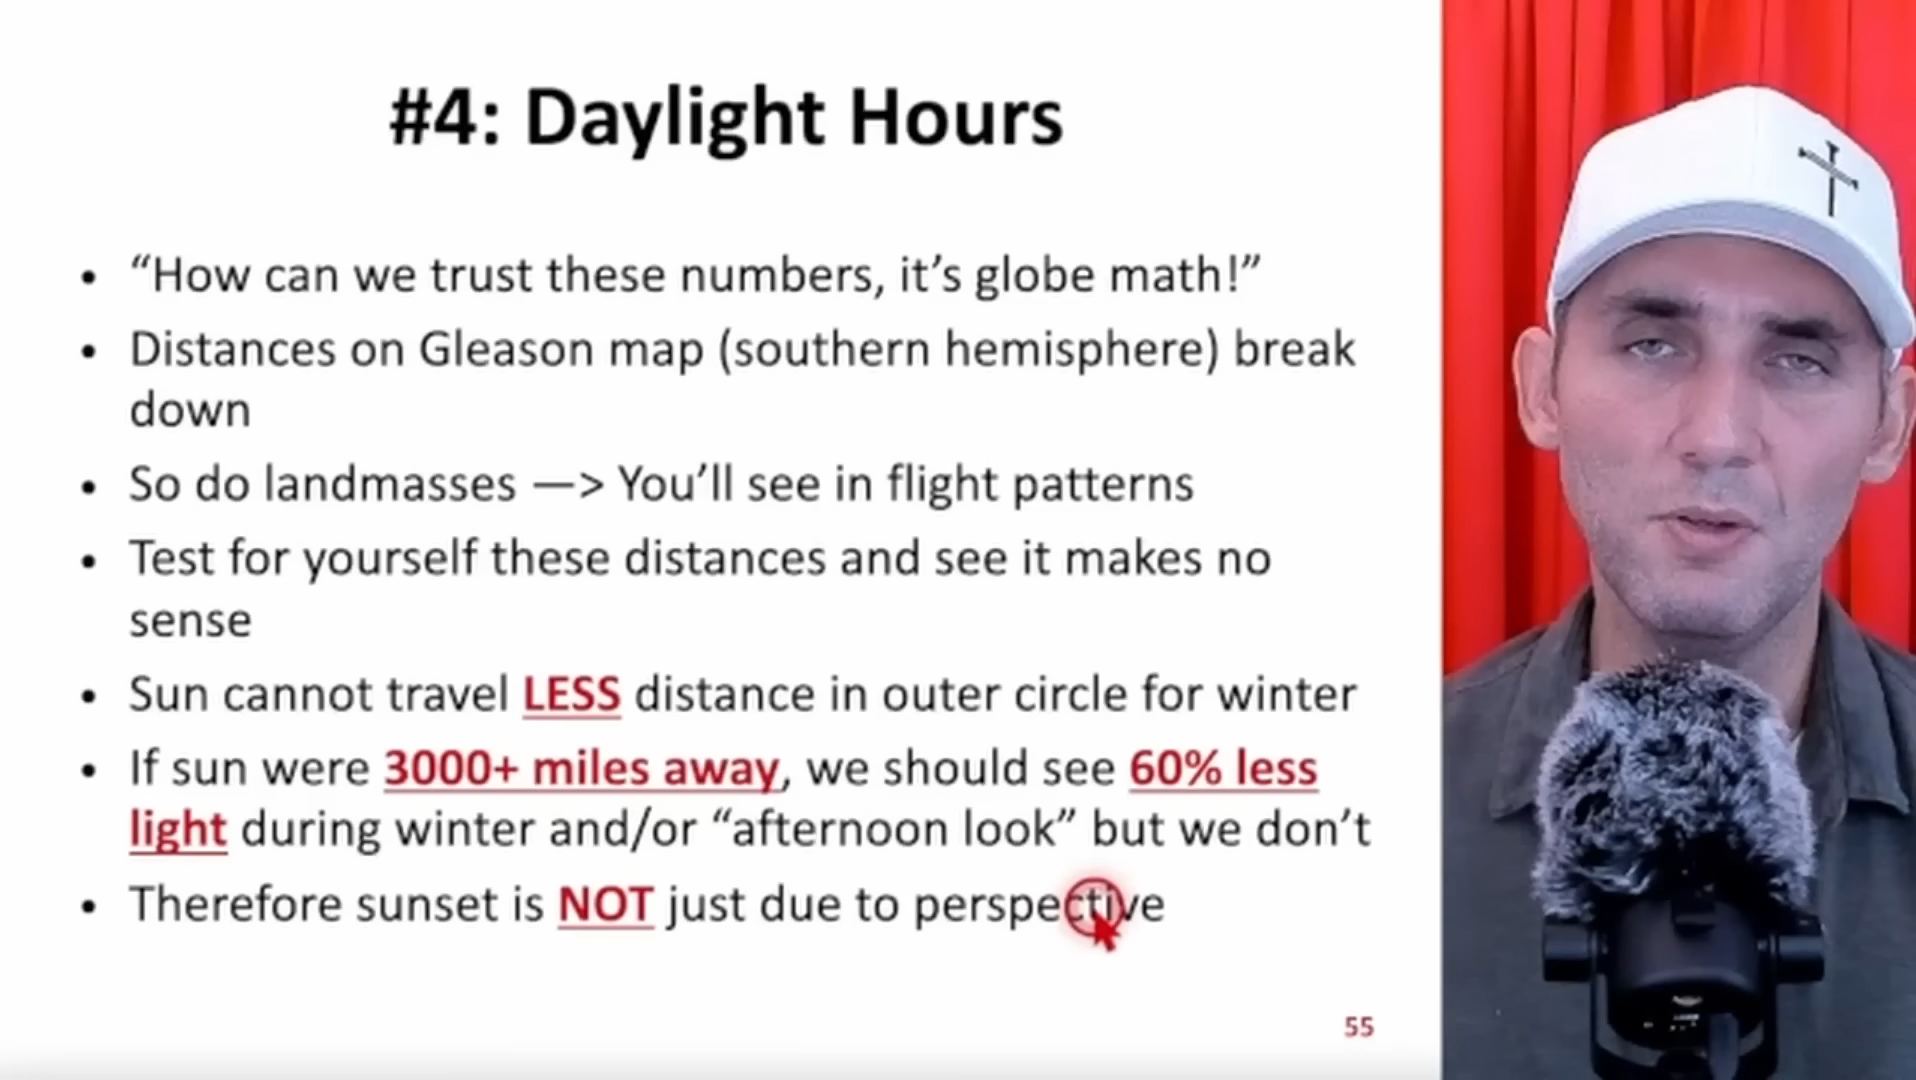 #4: Daylight Hours
• “How can we trust these numbers, it’s globe math!”
• Distances on Gleason map (southern hemisphere) break
down
• So do landmasses —> You’ll see in flight patterns
• Test for yourself these distances and see it makes no
sense
• Sun cannot travel LESS distance in outer circle for winter
• If sun were 3000+ miles away, we should see 60% less
light during winter and/or “afternoon look” but we don’t
• Therefore sunset is NOT just due to perspective
55